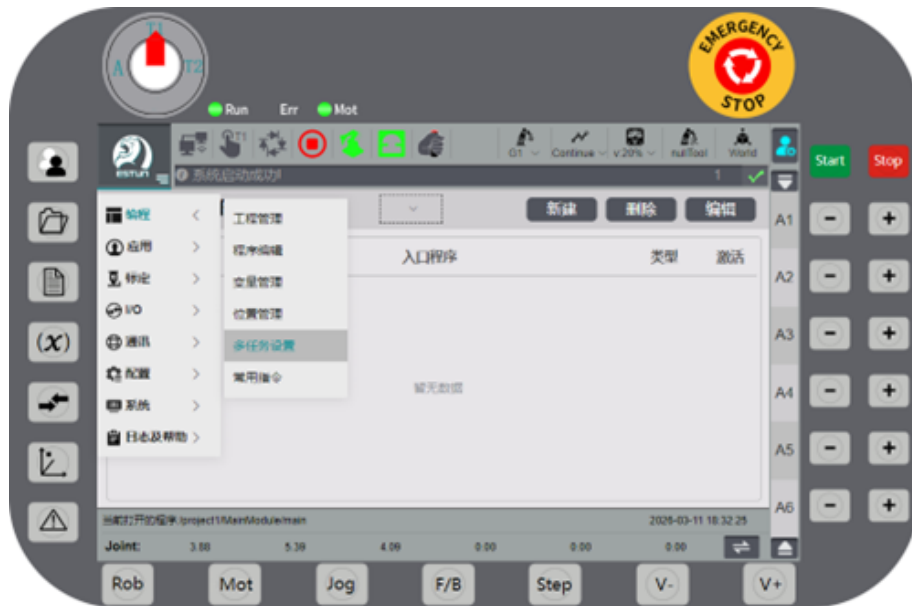 T1
A
T2
EMERGENCY
STOP
Run Err Mot
T1
ESTUN
G1 Continue v:20% nullTool World
系统启动成功! 1
Start Stop
编程
工程管理
新建 删除 编辑
A1
应用
程序编辑
入口程序 类型 激活
标定
变量管理
A2
I/O
位置管理
(x)
通讯
多任务设置
A3
配置
常用指令
暂无数据
A4
系统
日志及帮助
A5
当前打开的程序:/project1/MainModule/main 2026-03-11 18:32:25
A6
Joint: 3.88 5.39 4.09 0.00 0.00 0.00
Rob Mot Jog F/B Step V- V+